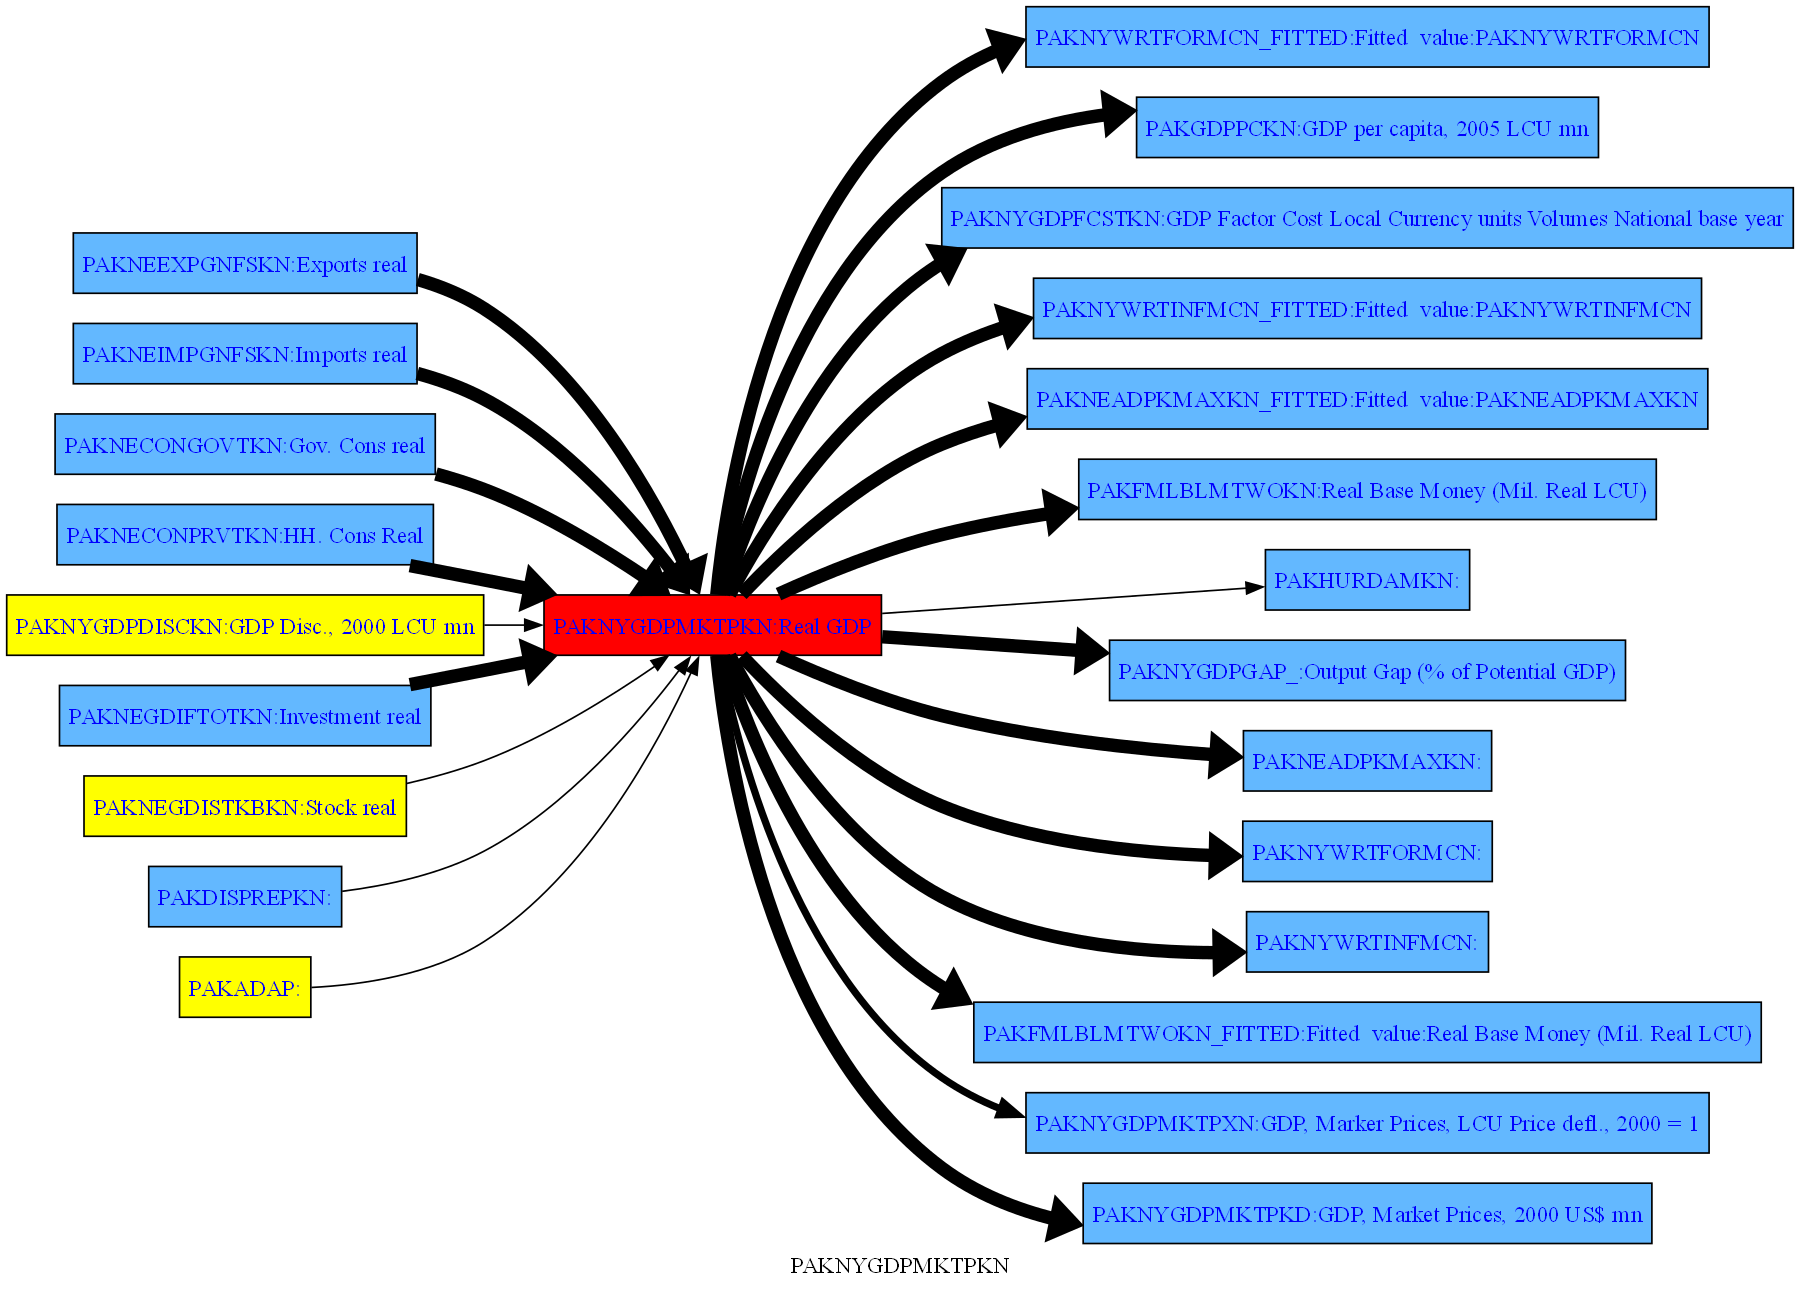 PAKNEEXPGNFSKN:Exports real
PAKNEIMPGNFSKN:Imports real
PAKNECONGOVTKN:Gov. Cons real
PAKNECONPRVTKN:HH. Cons Real
PAKNYGDPDISCKN:GDP Disc., 2000 LCU mn
PAKNEGDIFTOTKN:Investment real
PAKNEGDISTKBKN:Stock real
PAKDISPREPKN:
PAKADAP:
PAKNYGDPMKTPKN:Real GDP
PAKNYWRTFORMCN_FITTED:Fitted  value:PAKNYWRTFORMCN
PAKGDPPCKN:GDP per capita, 2005 LCU mn
PAKNYGDPFCSTKN:GDP Factor Cost Local Currency units Volumes National base year
PAKNYWRTINFMCN_FITTED:Fitted  value:PAKNYWRTINFMCN
PAKNEADPKMAXKN_FITTED:Fitted  value:PAKNEADPKMAXKN
PAKFMLBLMTWOKN:Real Base Money (Mil. Real LCU)
PAKHURDAMKN:
PAKNYGDPGAP_:Output Gap (% of Potential GDP)
PAKNEADPKMAXKN:
PAKNYWRTFORMCN:
PAKNYWRTINFMCN:
PAKFMLBLMTWOKN_FITTED:Fitted  value:Real Base Money (Mil. Real LCU)
PAKNYGDPMKTPXN:GDP, Marker Prices, LCU Price defl., 2000 = 1
PAKNYGDPMKTPKD:GDP, Market Prices, 2000 US$ mn
PAKNYGDPMKTPKN